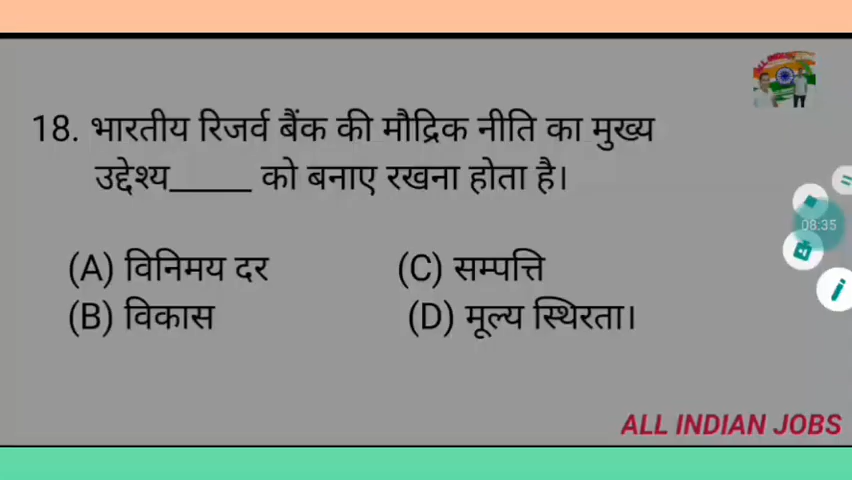 18. भारतीय रिजर्व बैंक की मौद्रिक नीति का मुख्य
उद्देश्य_____ को बनाए रखना होता है।
(A) विनिमय दर (C) सम्पत्ति
(B) विकास (D) मूल्य स्थिरता।
08:35
ALL INDIAN JOBS